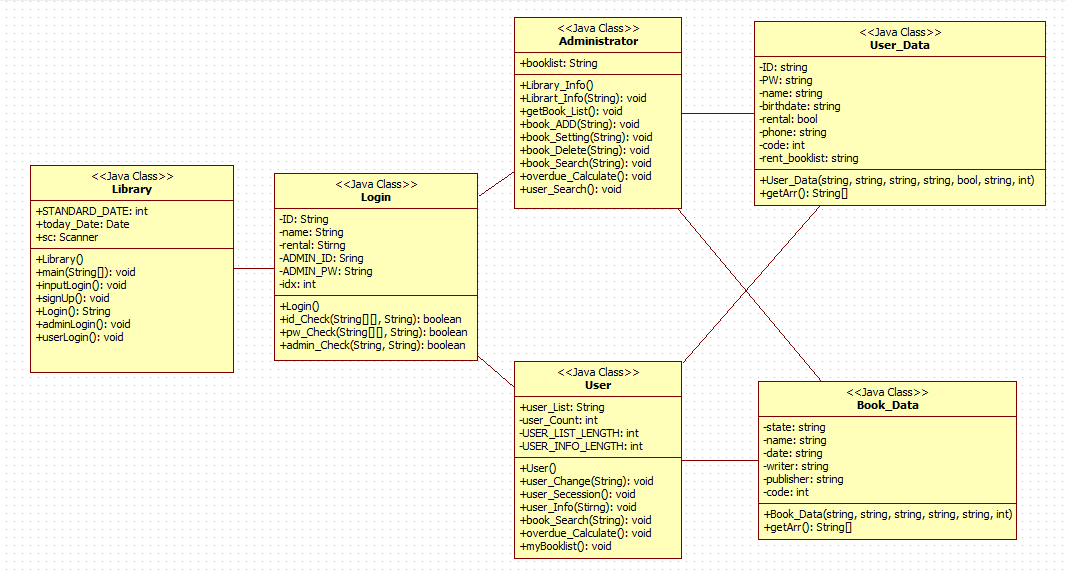 <<Java Class>>
Library
+STANDARD_DATE: int
+today_Date: Date
+sc: Scanner
+Library()
+main(String[]): void
+inputLogin(): void
+signUp(): void
+Login(): String
+adminLogin(): void
+userLogin(): void
<<Java Class>>
Login
-ID: String
-name: String
-rental: Stirng
-ADMIN_ID: Sring
-ADMIN_PW: String
-idx: int
+Login()
+id_Check(String[][], String): boolean
+pw_Check(String[][], String): boolean
+admin_Check(String, String): boolean
<<Java Class>>
Administrator
+booklist: String
+Library_Info()
+Librart_Info(String): void
+getBook_List(): void
+book_ADD(String): void
+book_Setting(String): void
+book_Delete(String): void
+book_Search(String): void
+overdue_Calculate(): void
+user_Search(): void
<<Java Class>>
User
+user_List: String
-user_Count: int
-USER_LIST_LENGTH: int
-USER_INFO_LENGTH: int
+User()
+user_Change(String): void
+user_Secession(): void
+user_Info(Stirng): void
+book_Search(String): void
+overdue_Calculate(): void
+myBooklist(): void
<<Java Class>>
User_Data
-ID: string
-PW: string
-name: string
-birthdate: string
-rental: bool
-phone: string
-code: int
-rent_booklist: string
+User_Data(string, string, string, string, bool, string, int)
+getArr(): String[]
<<Java Class>>
Book_Data
-state: string
-name: string
-date: string
-writer: string
-publisher: string
-code: int
+Book_Data(string, string, string, string, string, int)
+getArr(): String[]